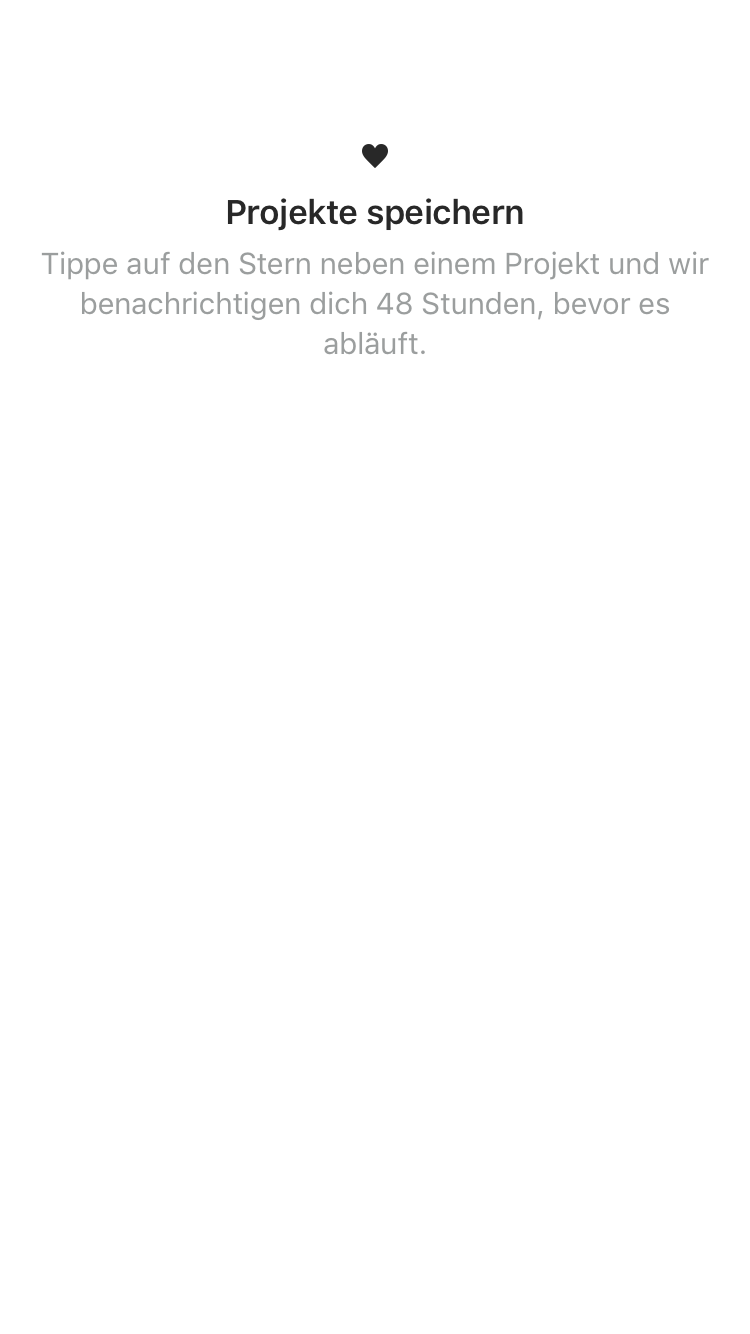 Projekte speichern
Tippe auf den Stern neben einem Projekt und wir
benachrichtigen dich 48 Stunden, bevor es
abläuft.